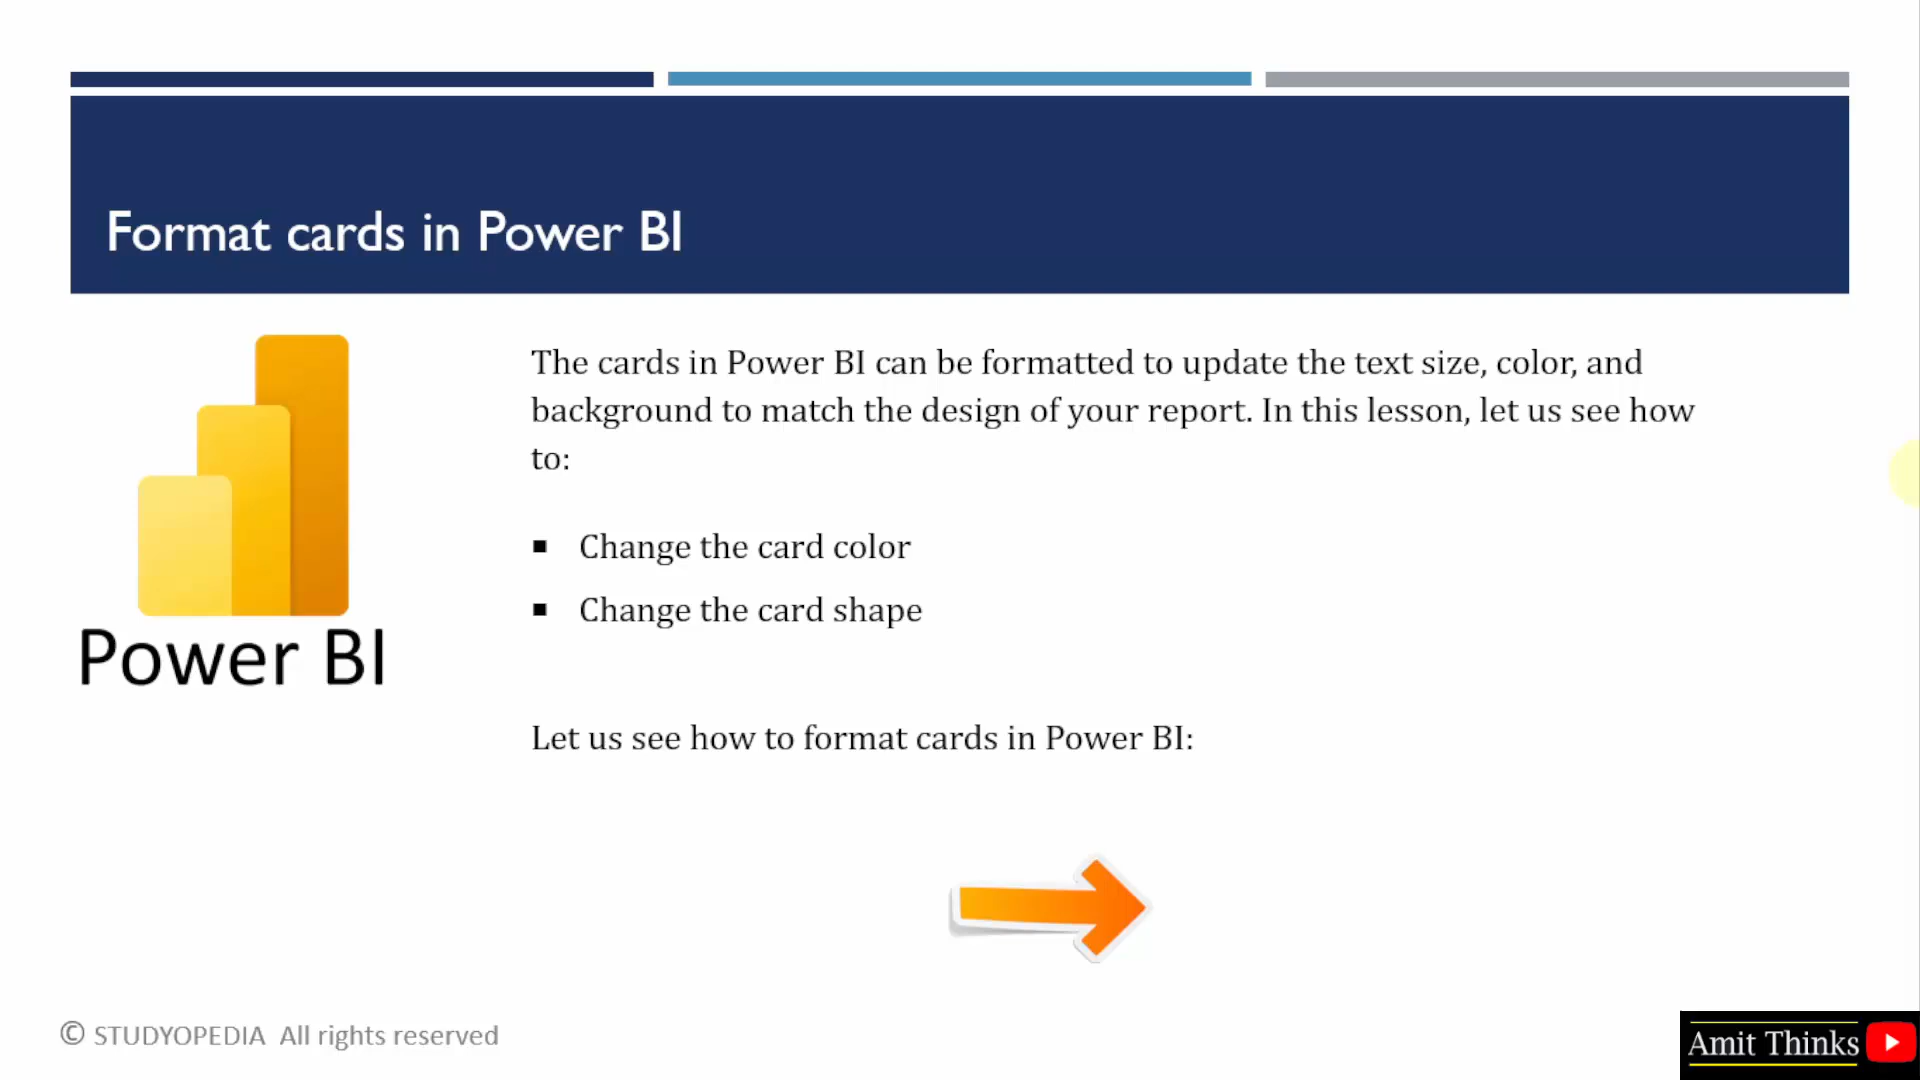 Format cards in Power BI
The cards in Power BI can be formatted to update the text size, color, and
background to match the design of your report. In this lesson, let us see how
to:
▪ Change the card color
▪ Change the card shape
Power BI
Let us see how to format cards in Power BI:
© STUDYOPEDIA All rights reserved
Amit Thinks